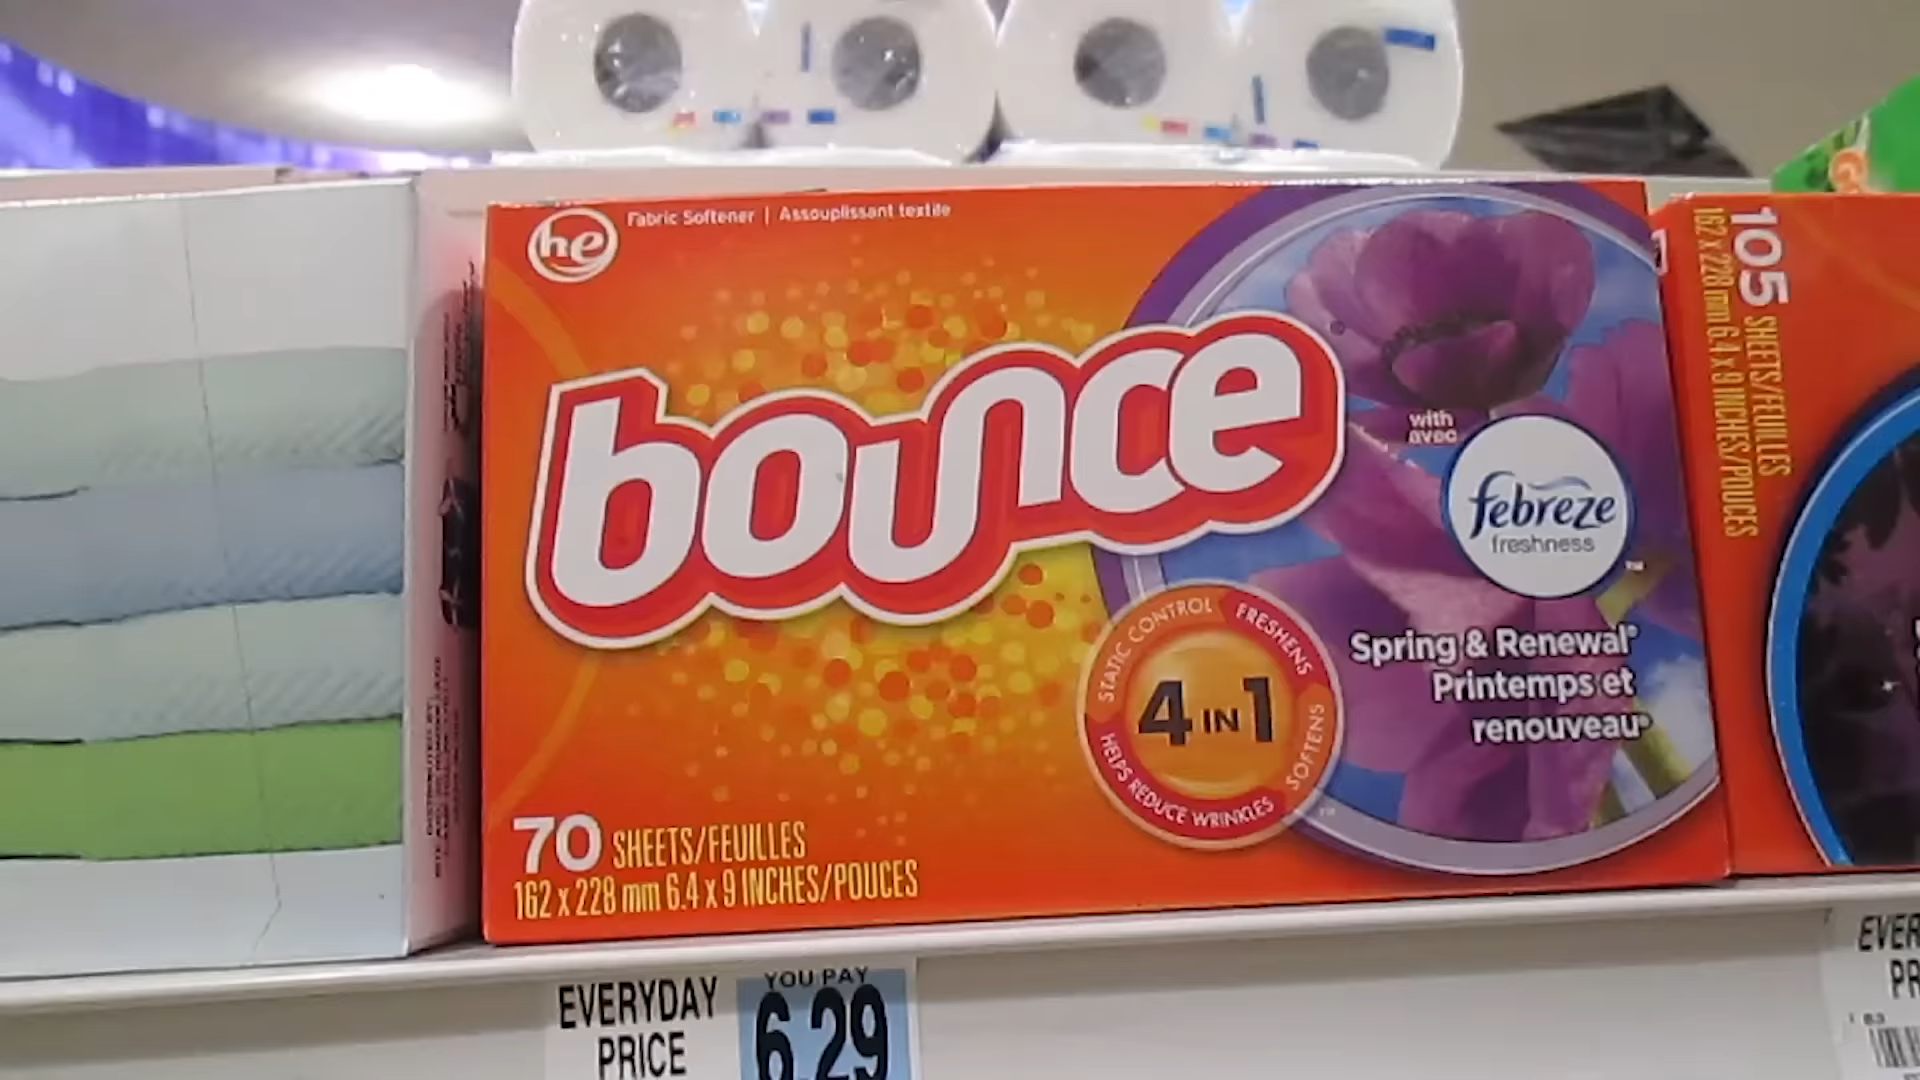 he
Fabric Softener | Assouplissant textile
bounce
with
avec
febreze
freshness
Spring & Renewal®
Printemps et
renouveau®
STATIC CONTROL
FRESHENS
SOFTENS
HELPS REDUCE WRINKLES
4 IN 1
70 SHEETS/FEUILLES
162 x 228 mm 6.4 x 9 INCHES/POUCES
105 SHEETS/FEUILLES
162 x 228 mm 6.4 x 9 INCHES/POUCES
EVERYDAY
PRICE
YOU PAY
6.29
EVER
PR